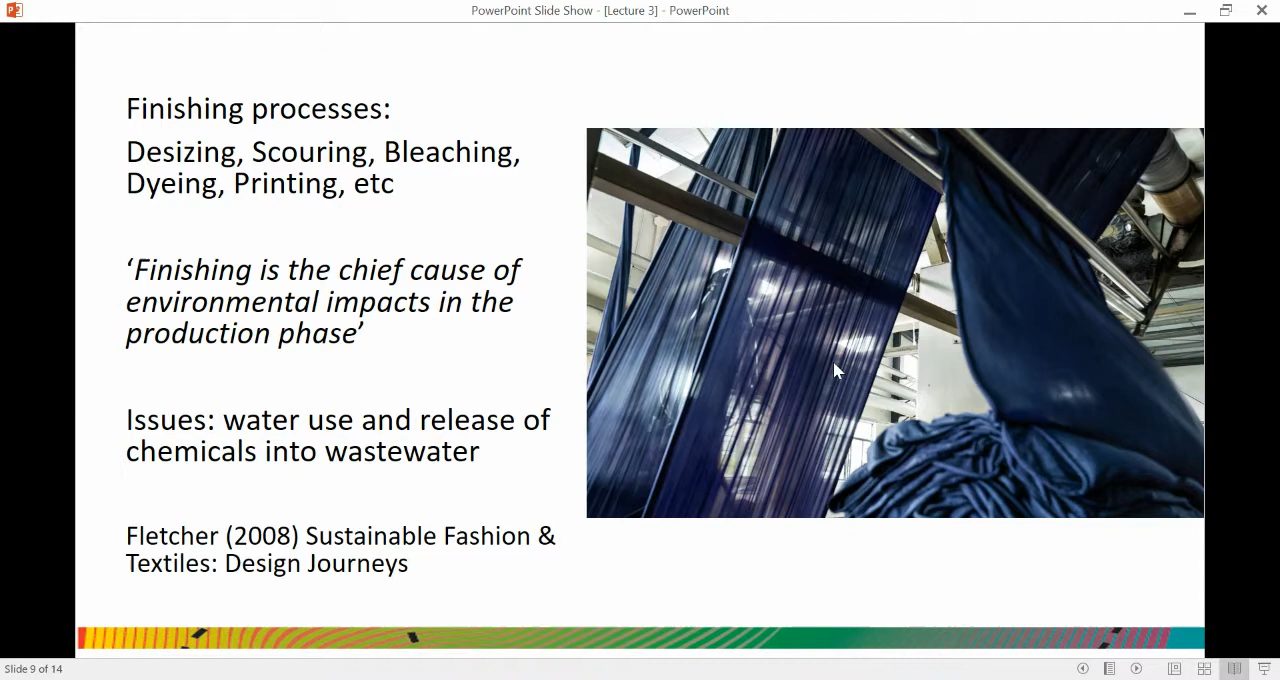 PowerPoint Slide Show - [Lecture 3] - PowerPoint
Finishing processes:
Desizing, Scouring, Bleaching,
Dyeing, Printing, etc
‘Finishing is the chief cause of
environmental impacts in the
production phase’
Issues: water use and release of
chemicals into wastewater
Fletcher (2008) Sustainable Fashion &
Textiles: Design Journeys
Slide 9 of 14